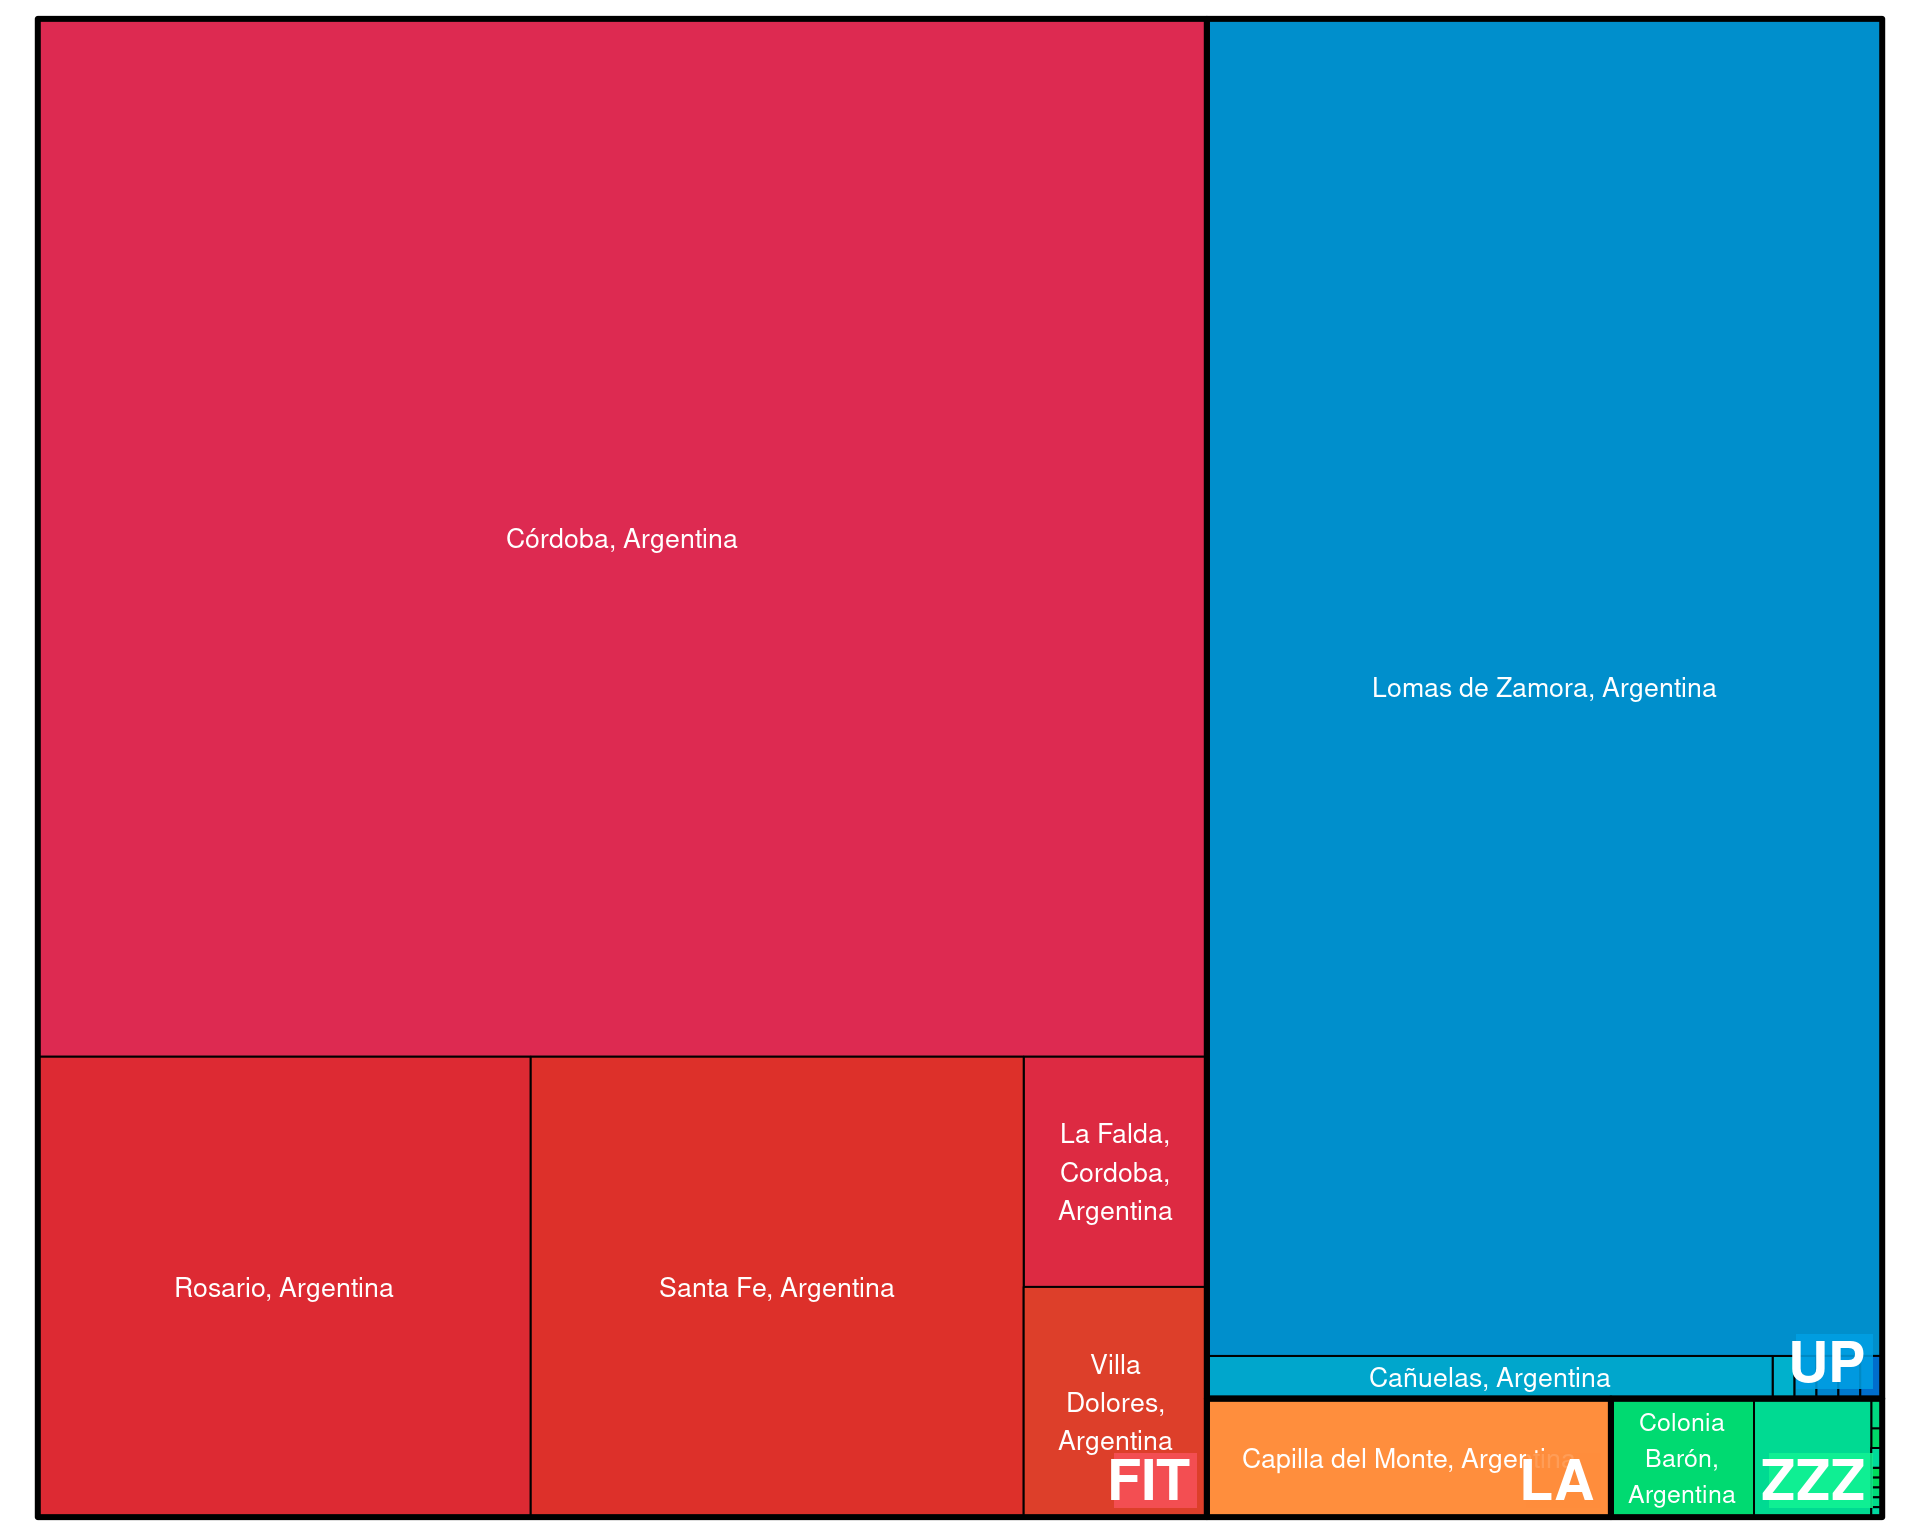 Córdoba, Argentina
Lomas de Zamora, Argentina
La Falda,
Cordoba,
Argentina
Rosario, Argentina
Santa Fe, Argentina
Villa
Dolores,
Argentina
FIT
UP
Cañuelas, Argentina
Capilla del Monte, Argentina
LA
Colonia
Barón,
Argentina
ZZZ